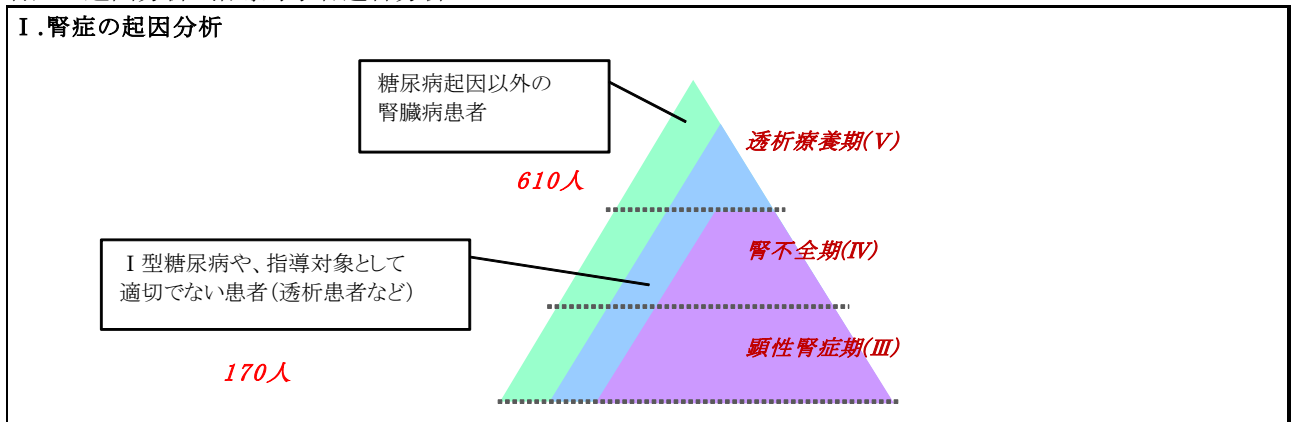 Ⅰ.腎症の起因分析
糖尿病起因以外の
腎臓病患者
透析療養期(Ⅴ)
610人
腎不全期(Ⅳ)
Ⅰ型糖尿病や、指導対象として
適切でない患者(透析患者など)
顕性腎症期(Ⅲ)
170人